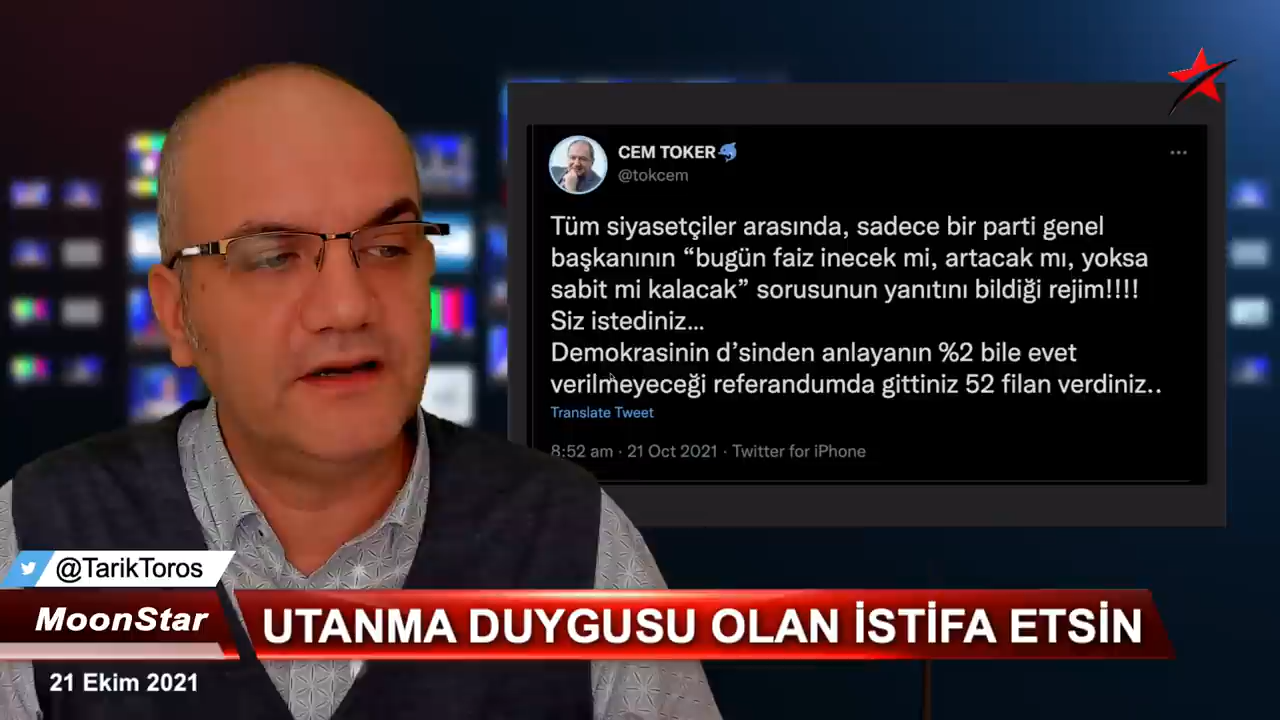 CEM TOKER
@tokcem
Tüm siyasetçiler arasında, sadece bir parti genel
başkanının “bugün faiz inecek mi, artacak mı, yoksa
sabit mi kalacak” sorusunun yanıtını bildiği rejim!!!!
Siz istediniz...
Demokrasinin d’sinden anlayanın %2 bile evet
verilmeyeceği referandumda gittiniz 52 filan verdiniz..
Translate Tweet
8:52 am · 21 Oct 2021 · Twitter for iPhone
@TarikToros
MoonStar
UTANMA DUYGUSU OLAN İSTİFA ETSİN
21 Ekim 2021